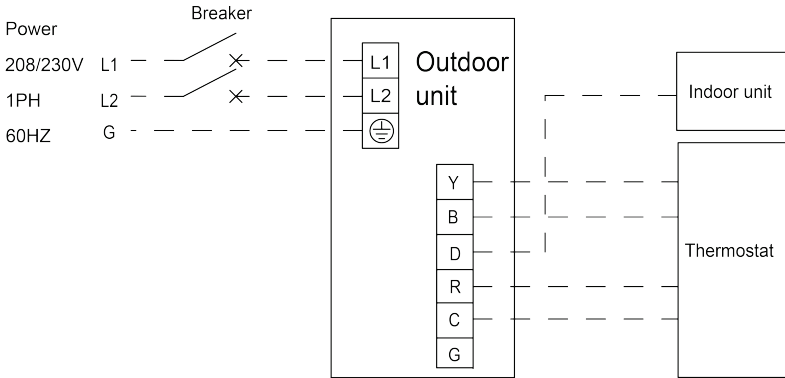 Breaker
Power
208/230V L1
1PH L2
60HZ G
L1
L2
Outdoor
unit
Indoor unit
Y
B
D
R
C
G
Thermostat